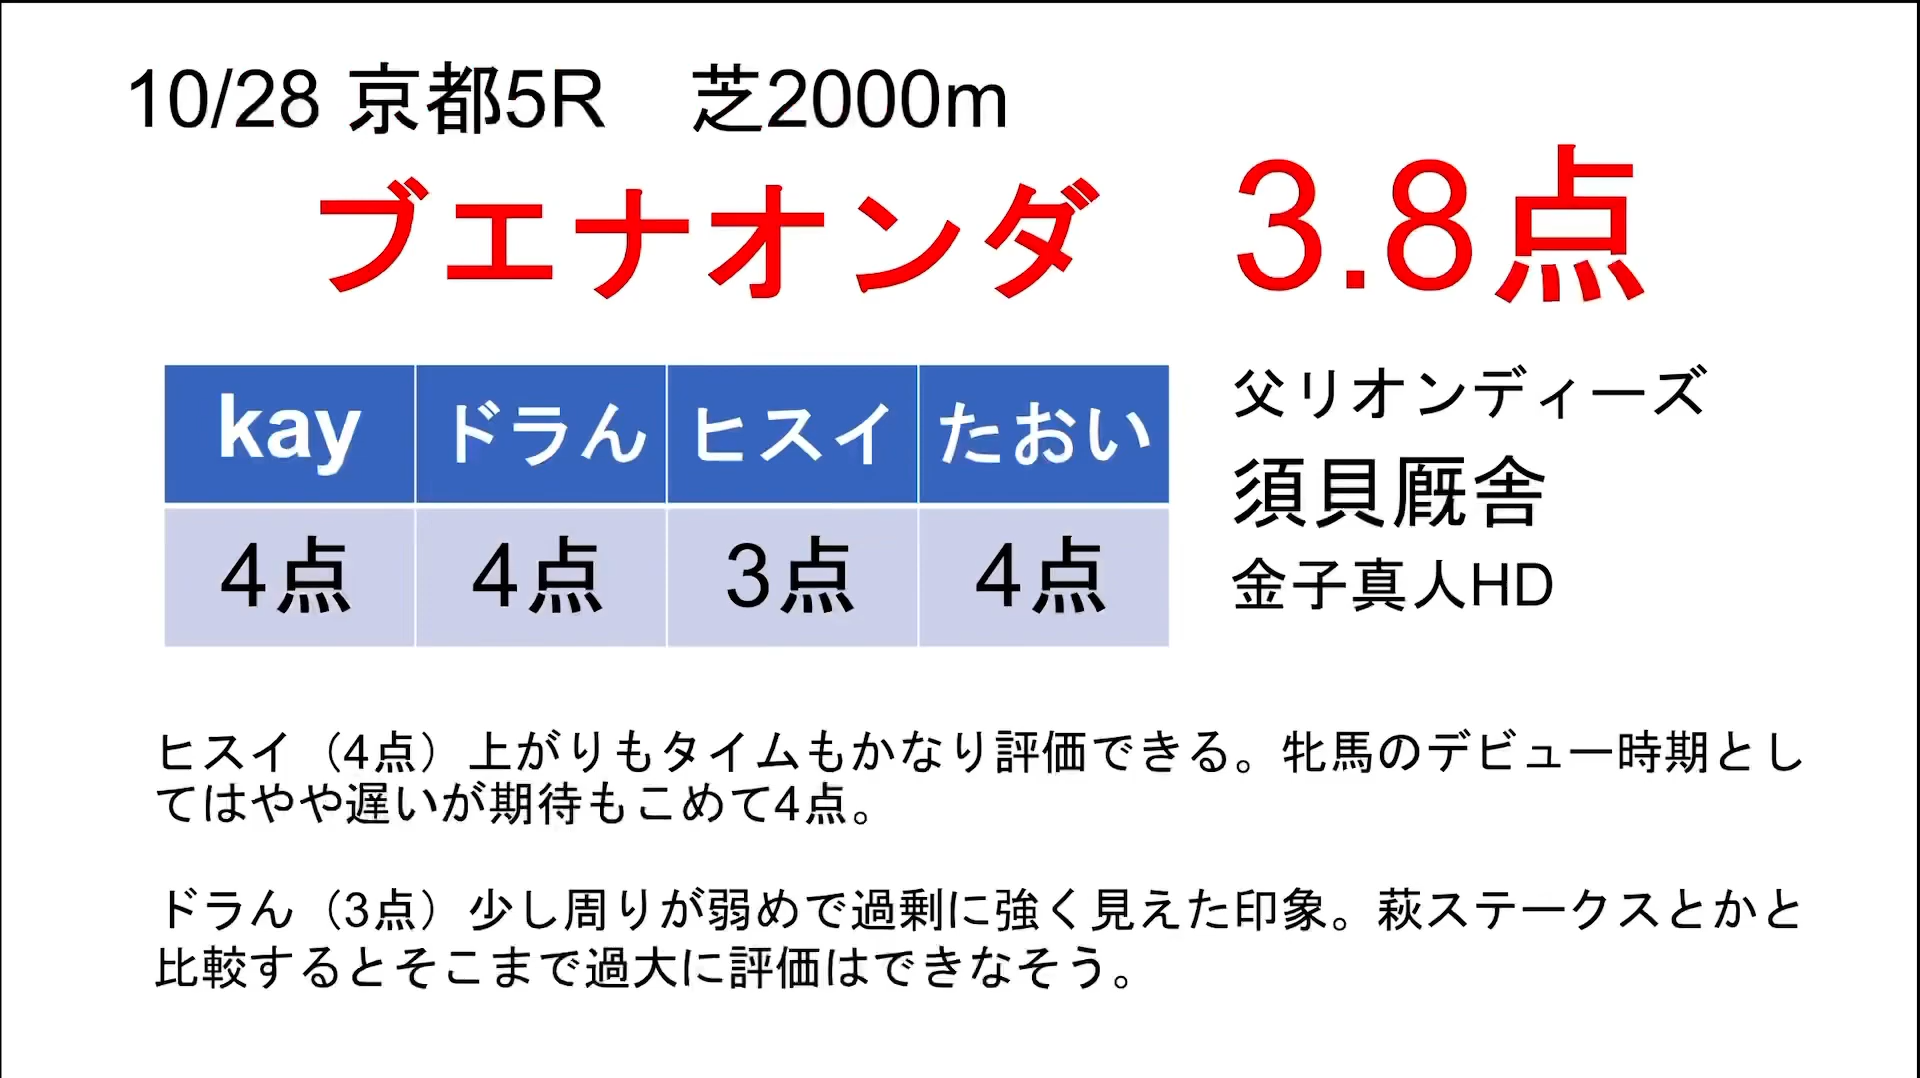 10/28 京都5R　芝2000m
ブエナオンダ　3.8点
kay ドラん ヒスイ たおい
4点 4点 3点 4点
父リオンディーズ
須貝厩舎
金子真人HD
ヒスイ（4点）上がりもタイムもかなり評価できる。牝馬のデビュー時期とし
てはやや遅いが期待もこめて4点。
ドラん（3点）少し周りが弱めで過剰に強く見えた印象。萩ステークスとかと
比較するとそこまで過大に評価はできなそう。